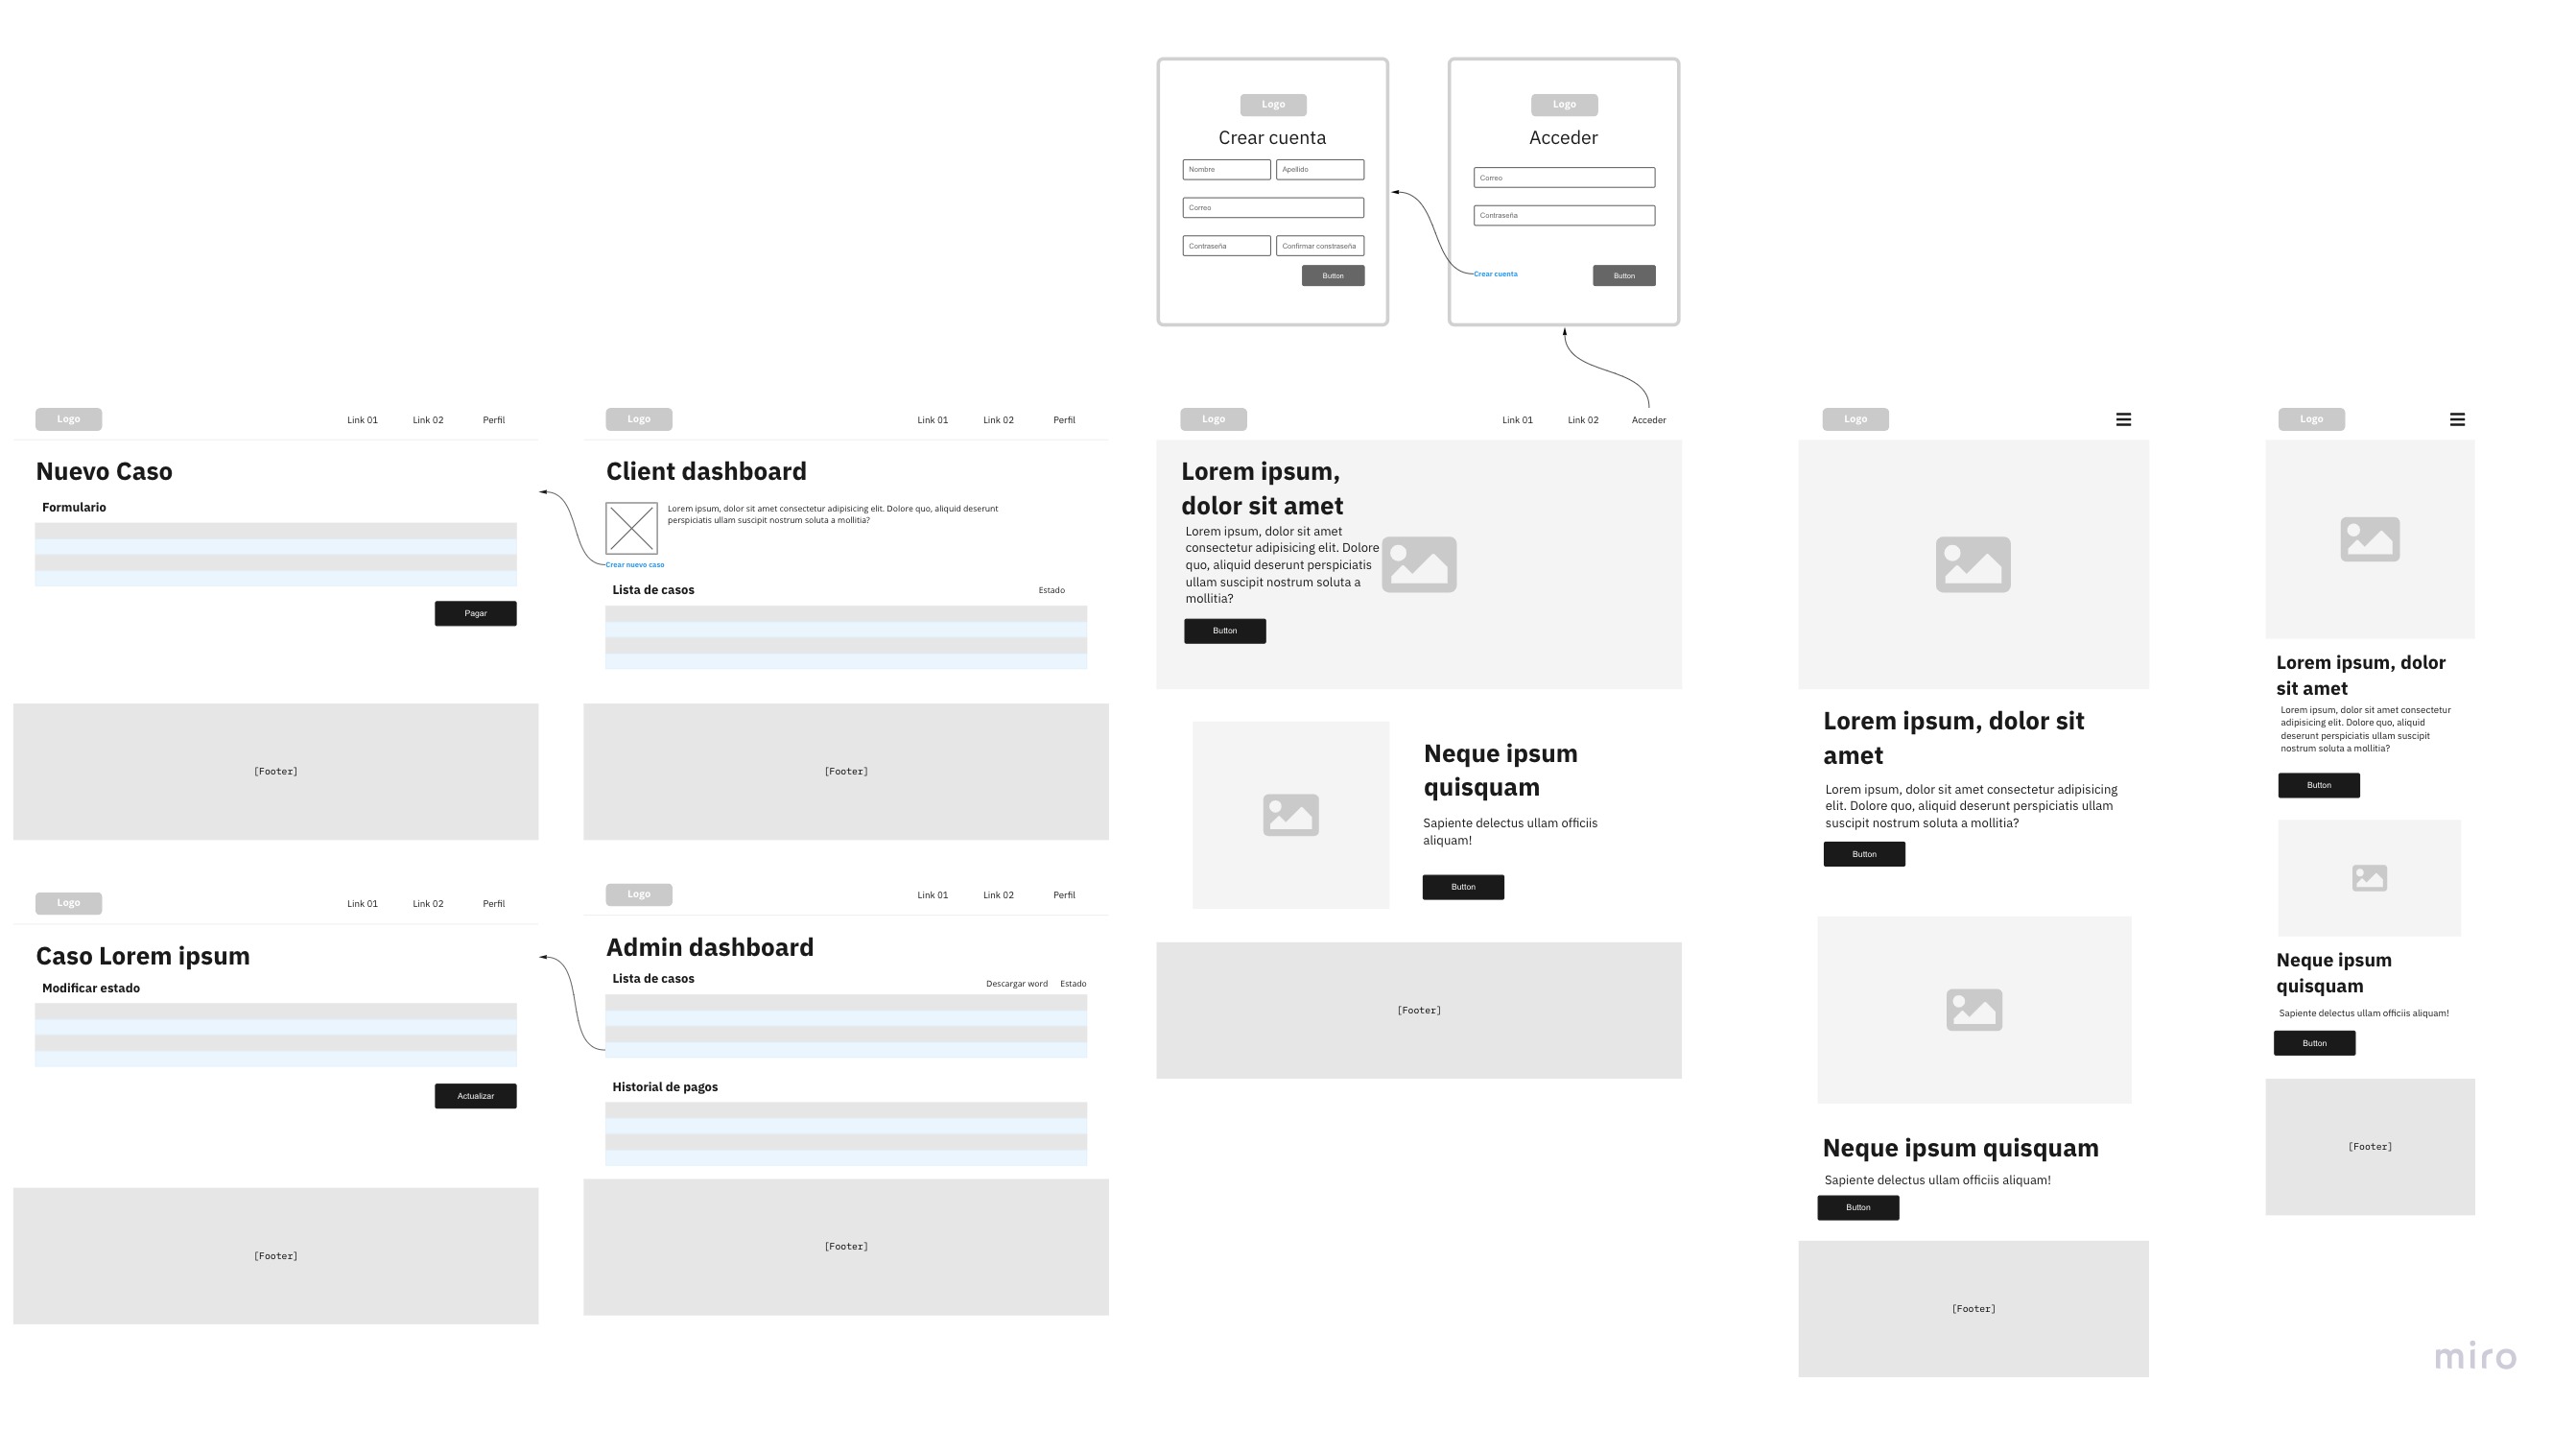 Logo
Crear cuenta
Nombre
Apellido
Correo
Contraseña
Confirmar constraseña
Button
Logo
Acceder
Correo
Contraseña
Crear cuenta
Button
Logo
Link 01
Link 02
Perfil
Nuevo Caso
Formulario
Pagar
[Footer]
Logo
Link 01
Link 02
Perfil
Client dashboard
Lorem ipsum, dolor sit amet consectetur adipisicing elit. Dolore quo, aliquid deserunt
perspiciatis ullam suscipit nostrum soluta a mollitia?
Crear nuevo caso
Lista de casos
Estado
[Footer]
Logo
Link 01
Link 02
Acceder
Lorem ipsum,
dolor sit amet
Lorem ipsum, dolor sit amet
consectetur adipisicing elit. Dolore
quo, aliquid deserunt perspiciatis
ullam suscipit nostrum soluta a
mollitia?
Button
Neque ipsum
quisquam
Sapiente delectus ullam officiis
aliquam!
Button
[Footer]
Logo
Lorem ipsum, dolor sit
amet
Lorem ipsum, dolor sit amet consectetur adipisicing
elit. Dolore quo, aliquid deserunt perspiciatis ullam
suscipit nostrum soluta a mollitia?
Button
Neque ipsum quisquam
Sapiente delectus ullam officiis aliquam!
Button
[Footer]
Logo
Lorem ipsum, dolor
sit amet
Lorem ipsum, dolor sit amet consectetur
adipisicing elit. Dolore quo, aliquid
deserunt perspiciatis ullam suscipit
nostrum soluta a mollitia?
Button
Neque ipsum
quisquam
Sapiente delectus ullam officiis aliquam!
Button
[Footer]
Logo
Link 01
Link 02
Perfil
Caso Lorem ipsum
Modificar estado
Actualizar
[Footer]
Logo
Link 01
Link 02
Perfil
Admin dashboard
Lista de casos
Descargar word
Estado
Historial de pagos
[Footer]
miro